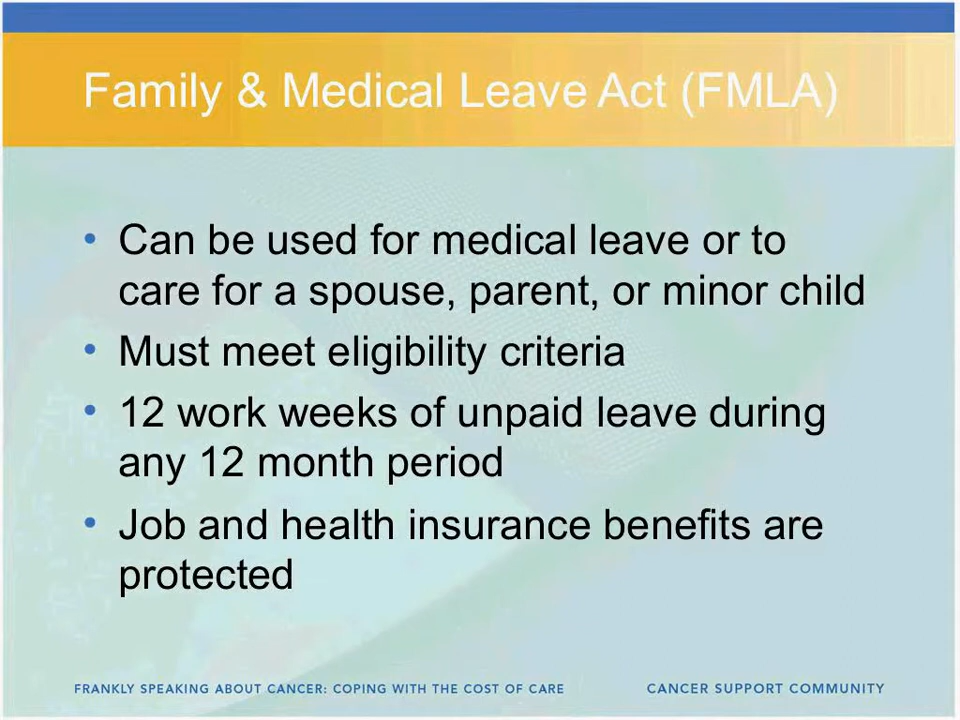 Family & Medical Leave Act (FMLA)
• Can be used for medical leave or to
care for a spouse, parent, or minor child
• Must meet eligibility criteria
• 12 work weeks of unpaid leave during
any 12 month period
• Job and health insurance benefits are
protected
FRANKLY SPEAKING ABOUT CANCER: COPING WITH THE COST OF CARE CANCER SUPPORT COMMUNITY